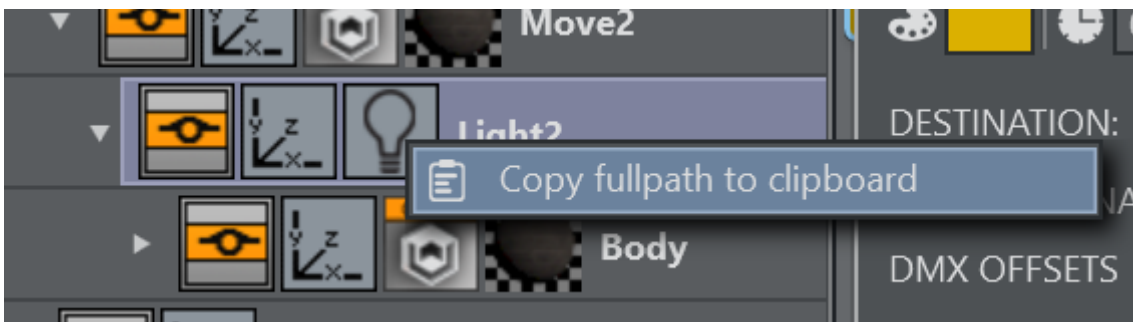 Move2
Light2
Copy fullpath to clipboard
Body
DESTINATION:
DMX OFFSETS